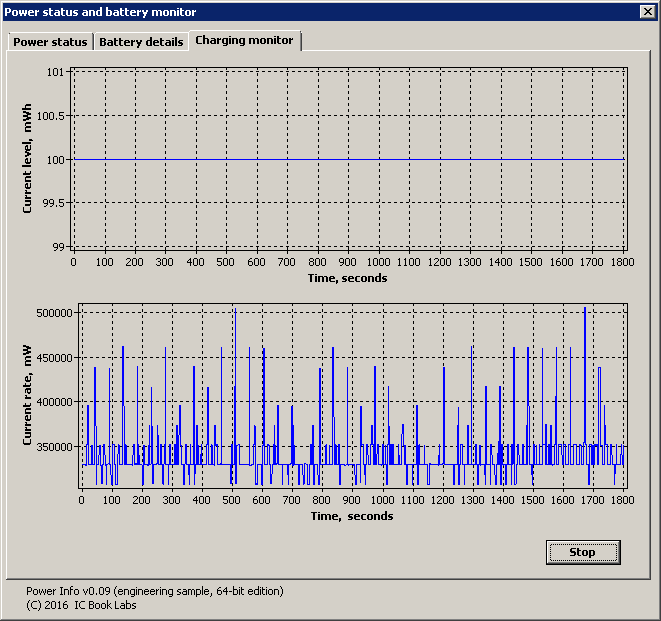 Power status and battery monitor
Power status Battery details Charging monitor
Current level, mWh
101
100.5
100
99.5
99
0 100 200 300 400 500 600 700 800 900 1000 1100 1200 1300 1400 1500 1600 1700 1800
Time, seconds
Current rate, mW
500000
450000
400000
350000
0 100 200 300 400 500 600 700 800 900 1000 1100 1200 1300 1400 1500 1600 1700 1800
Time, seconds
Stop
Power Info v0.09 (engineering sample, 64-bit edition)
(C) 2016 IC Book Labs